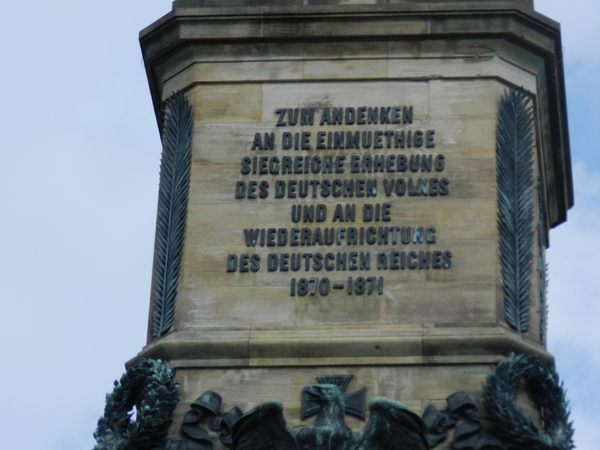 ZUM ANDENKEN
AN DIE EINMUETHIGE
SIEGREICHE ERHEBUNG
DES DEUTSCHEN VOLKES
UND AN DIE
WIEDERAUFRICHTUNG
DES DEUTSCHEN REICHES
1870-1871